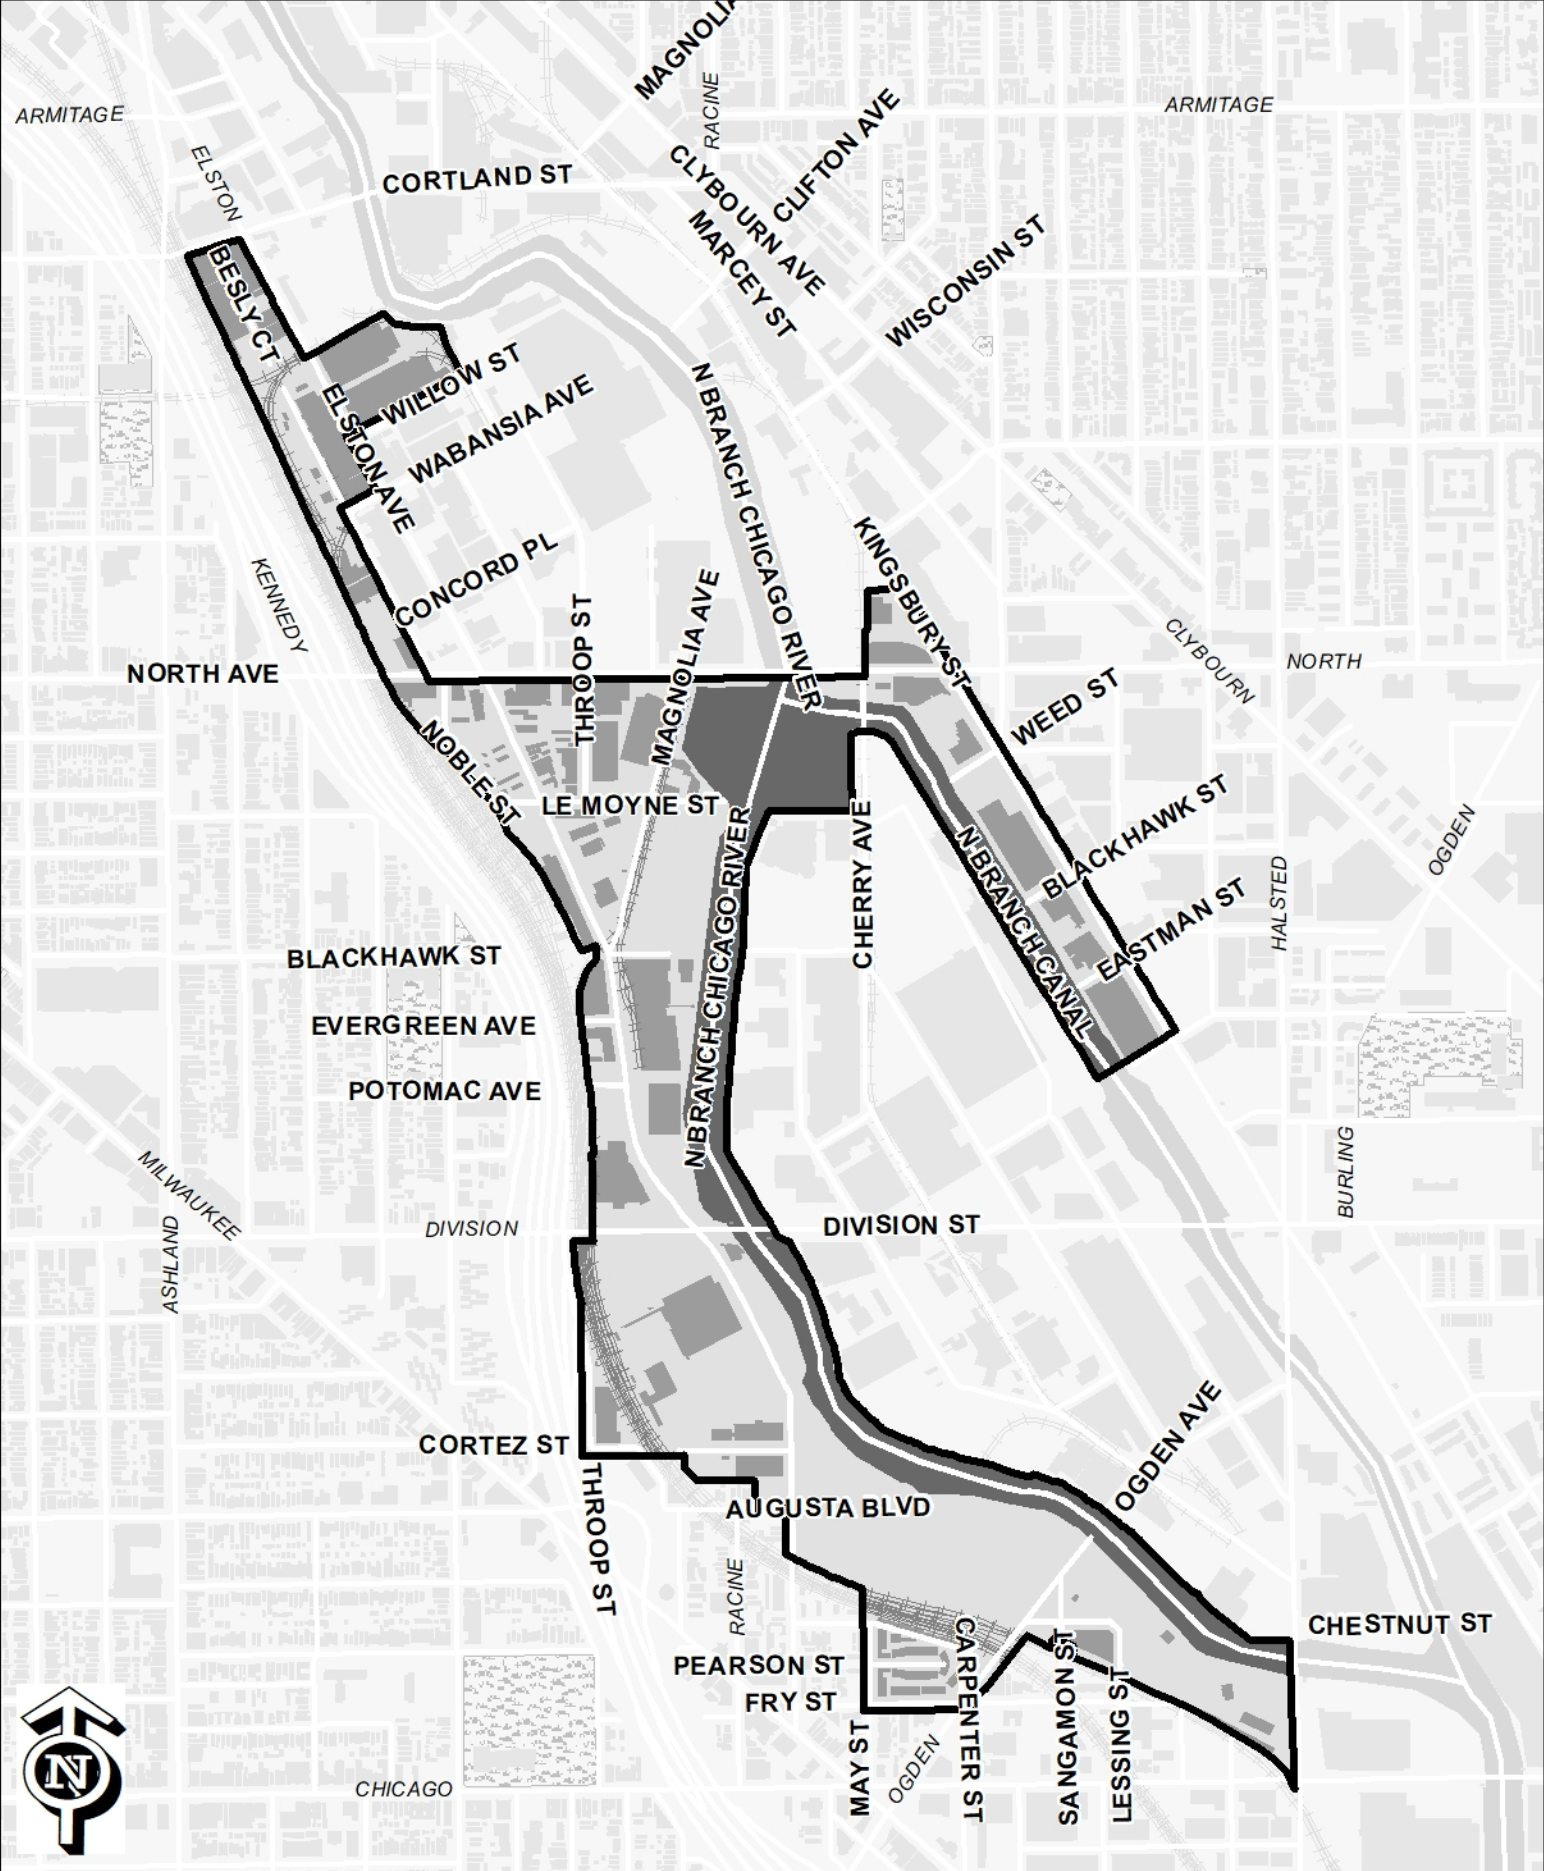 MAGNOLIA
RACINE
ARMITAGE
ARMITAGE
CLIFTON AVE
ELSTON
CORTLAND ST
CLYBOURN AVE
MARCEY ST
WISCONSIN ST
BESLY CT
WILLOW ST
ELSTON AVE
WABANSIA AVE
N BRANCH CHICAGO RIVER
KINGSBURY ST
CONCORD PL
KENNEDY
THROOP ST
MAGNOLIA AVE
CLYBOURN
NORTH AVE
NORTH
WEED ST
NOBLE ST
LE MOYNE ST
BLACKHAWK ST
N BRANCH CHICAGO RIVER
CHERRY AVE
N BRANCH CANAL
OGDEN
HALSTED
EASTMAN ST
BLACKHAWK ST
EVERGREEN AVE
POTOMAC AVE
MILWAUKEE
BURLING
ASHLAND
DIVISION
DIVISION ST
OGDEN AVE
CORTEZ ST
THROOP ST
AUGUSTA BLVD
RACINE
CHESTNUT ST
PEARSON ST
FRY ST
CARPENTER ST
SANGAMON ST
LESSING ST
MAY ST
OGDEN
N
CHICAGO